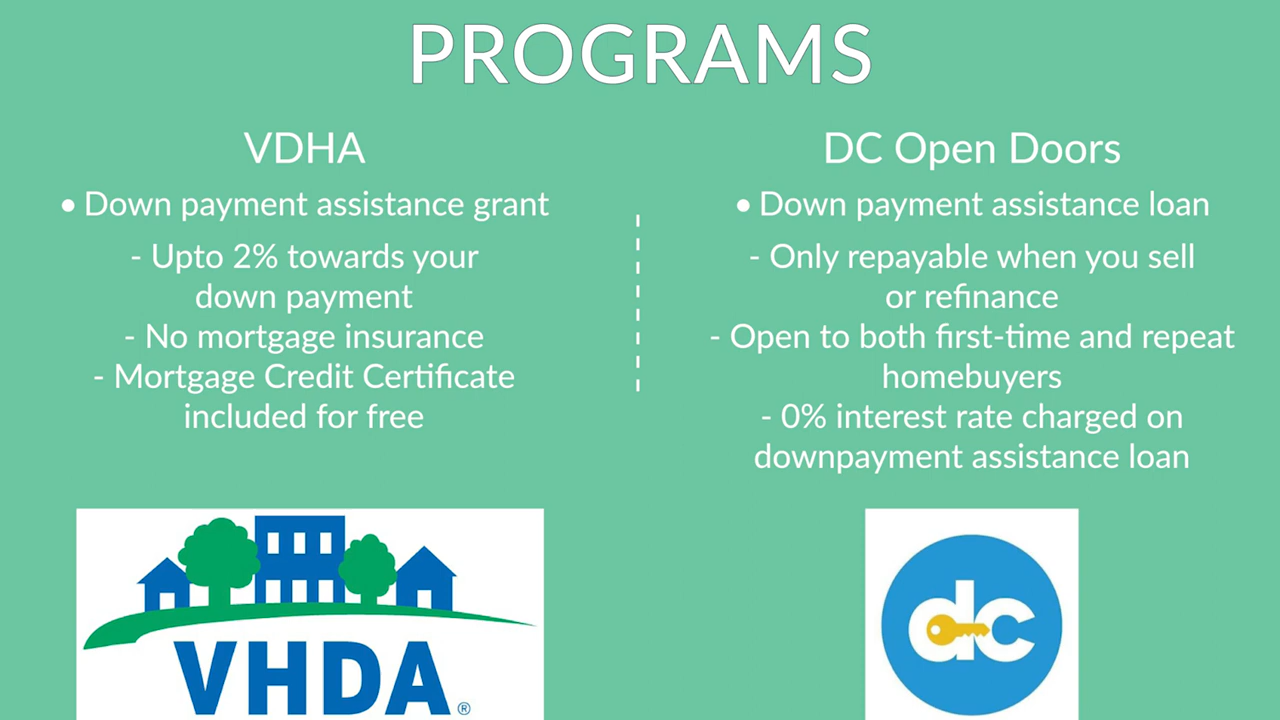 PROGRAMS
VDHA
• Down payment assistance grant
- Upto 2% towards your
down payment
- No mortgage insurance
- Mortgage Credit Certificate
included for free
DC Open Doors
• Down payment assistance loan
- Only repayable when you sell
or refinance
- Open to both first-time and repeat
homebuyers
- 0% interest rate charged on
downpayment assistance loan
VHDA®
dc